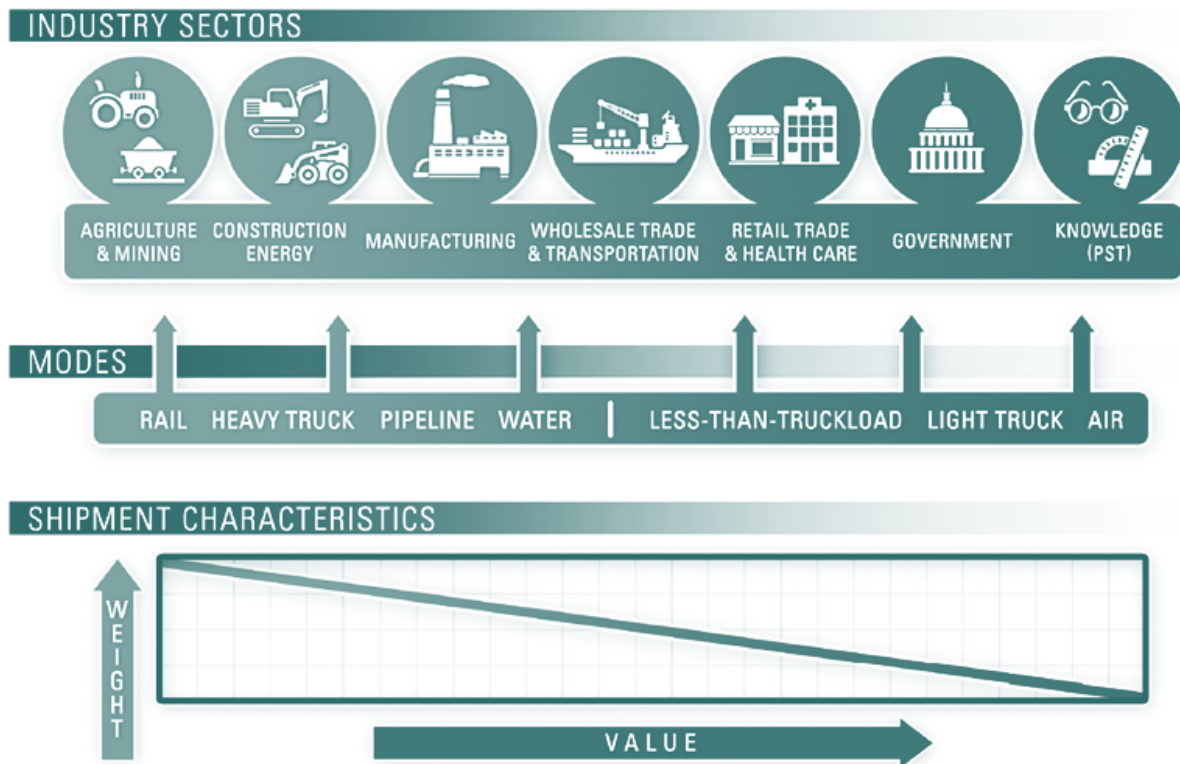 INDUSTRY SECTORS
AGRICULTURE
& MINING
CONSTRUCTION
ENERGY
MANUFACTURING
WHOLESALE TRADE
& TRANSPORTATION
RETAIL TRADE
& HEALTH CARE
GOVERNMENT
KNOWLEDGE
(PST)
MODES
RAIL HEAVY TRUCK PIPELINE WATER | LESS-THAN-TRUCKLOAD LIGHT TRUCK AIR
SHIPMENT CHARACTERISTICS
WEIGHT
VALUE